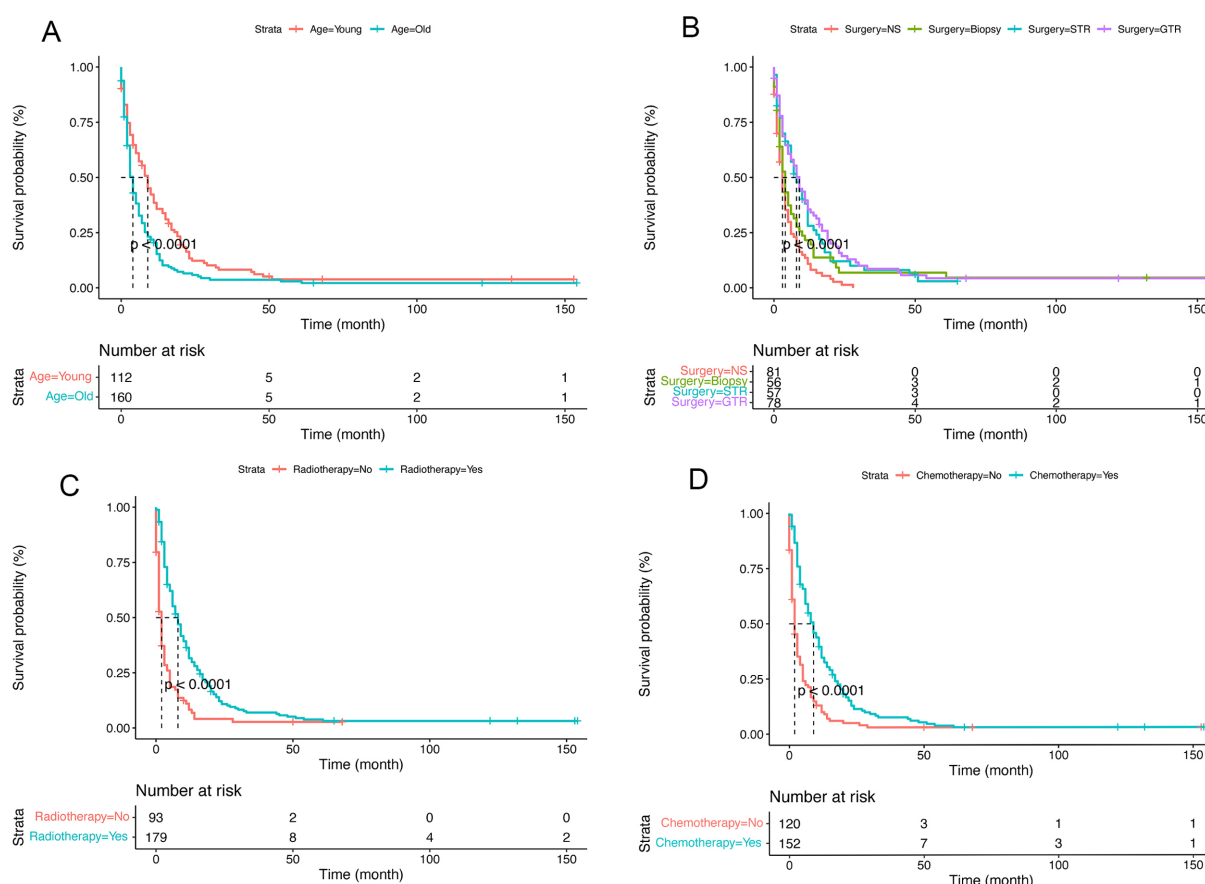 A
Strata Age=Young Age=Old
Survival probability (%)
1.00
0.75
0.50
0.25
0.00
p < 0.0001
0 50 100 150
Time (month)
Number at risk
Strata
Age=Young 112 5 2 1
Age=Old 160 5 2 1
0 50 100 150
Time (month)
B
Strata Surgery=NS Surgery=Biopsy Surgery=STR Surgery=GTR
Survival probability (%)
1.00
0.75
0.50
0.25
0.00
p < 0.0001
0 50 100 150
Time (month)
Number at risk
Strata
Surgery=NS 81 0 0 0
Surgery=Biopsy 56 3 2 1
Surgery=STR 57 3 0 0
Surgery=GTR 78 4 2 1
0 50 100 150
Time (month)
C
Strata Radiotherapy=No Radiotherapy=Yes
Survival probability (%)
1.00
0.75
0.50
0.25
0.00
p < 0.0001
0 50 100 150
Time (month)
Number at risk
Strata
Radiotherapy=No 93 2 0 0
Radiotherapy=Yes 179 8 4 2
0 50 100 150
Time (month)
D
Strata Chemotherapy=No Chemotherapy=Yes
Survival probability (%)
1.00
0.75
0.50
0.25
0.00
p < 0.0001
0 50 100 150
Time (month)
Number at risk
Strata
Chemotherapy=No 120 3 1 1
Chemotherapy=Yes 152 7 3 1
0 50 100 150
Time (month)